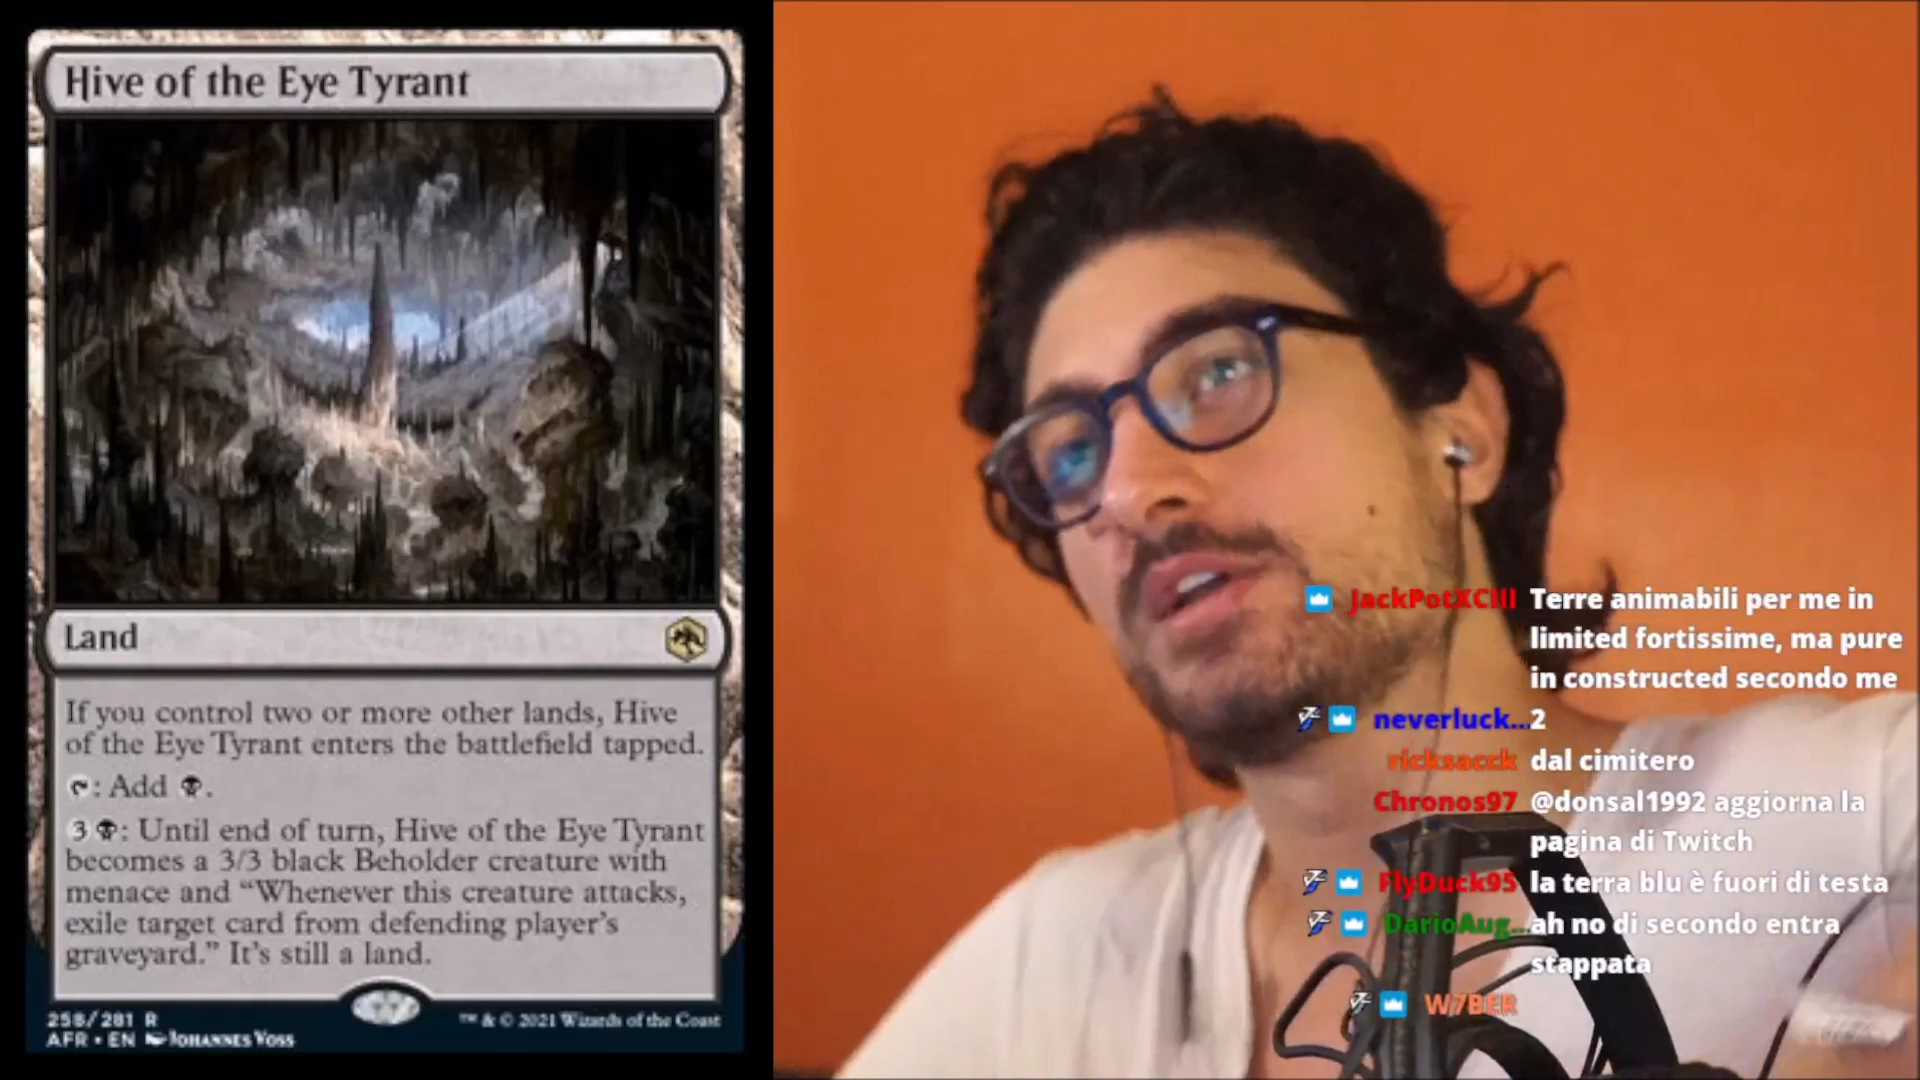 Hive of the Eye Tyrant
Land
If you control two or more other lands, Hive
of the Eye Tyrant enters the battlefield tapped.
: Add .
3 : Until end of turn, Hive of the Eye Tyrant
becomes a 3/3 black Beholder creature with
menace and “Whenever this creature attacks,
exile target card from defending player’s
graveyard.” It’s still a land.
258/281 R
AFR • EN Johannes Voss
™ & © 2021 Wizards of the Coast
JackPotXCIII Terre animabili per me in
limited fortissime, ma pure
in constructed secondo me
neverluck... 2
ricksacck dal cimitero
Chronos97 @donsal1992 aggiorna la
pagina di Twitch
FlyDuck95 la terra blu è fuori di testa
DarioAug... ah no di secondo entra
stappata
W7BER